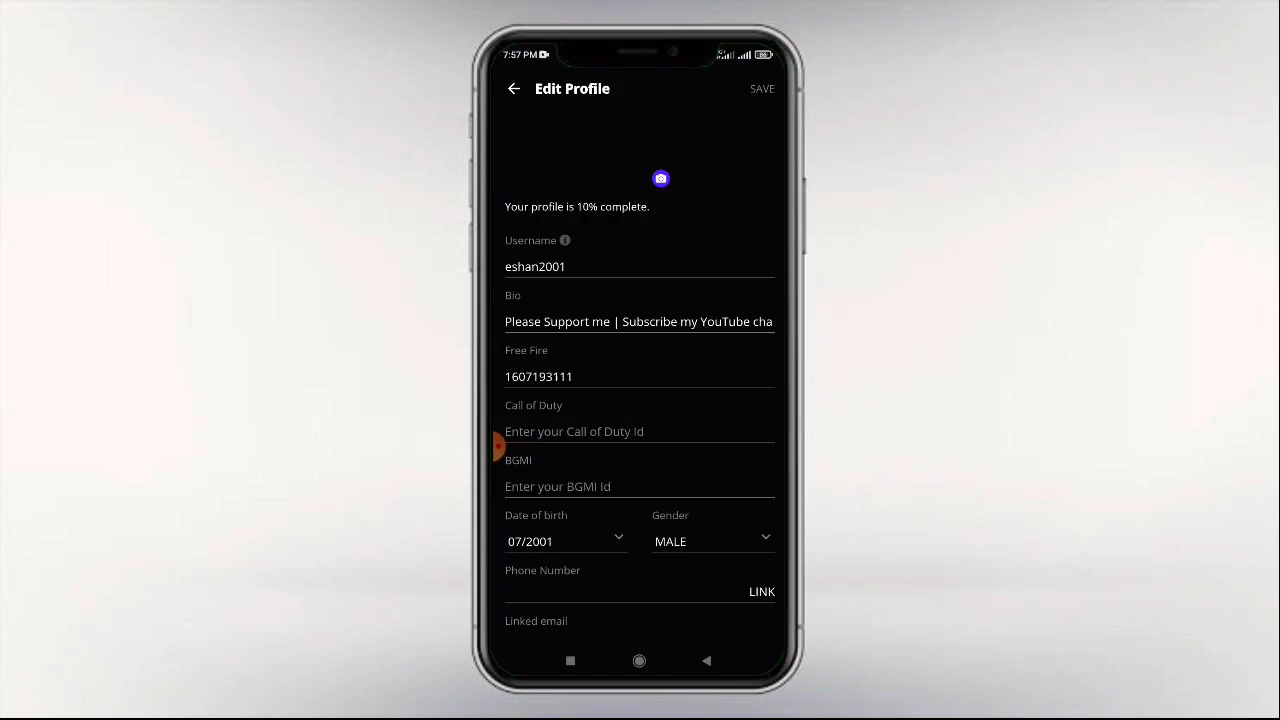 7:57 PM 86
Edit Profile SAVE
Your profile is 10% complete.
Username
eshan2001
Bio
Please Support me | Subscribe my YouTube cha
Free Fire
1607193111
Call of Duty
Enter your Call of Duty Id
BGMI
Enter your BGMI Id
Date of birth Gender
07/2001 MALE
Phone Number
LINK
Linked email